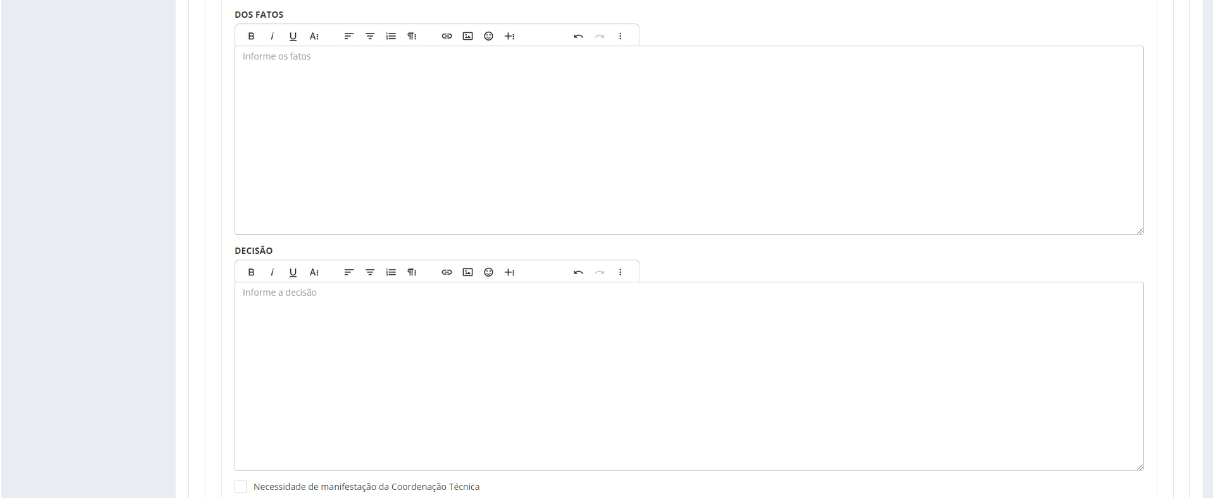 DOS FATOS
B i U A
Informe os fatos
DECISÃO
B i U A
Informe a decisão
Necessidade de manifestação da Coordenação Técnica